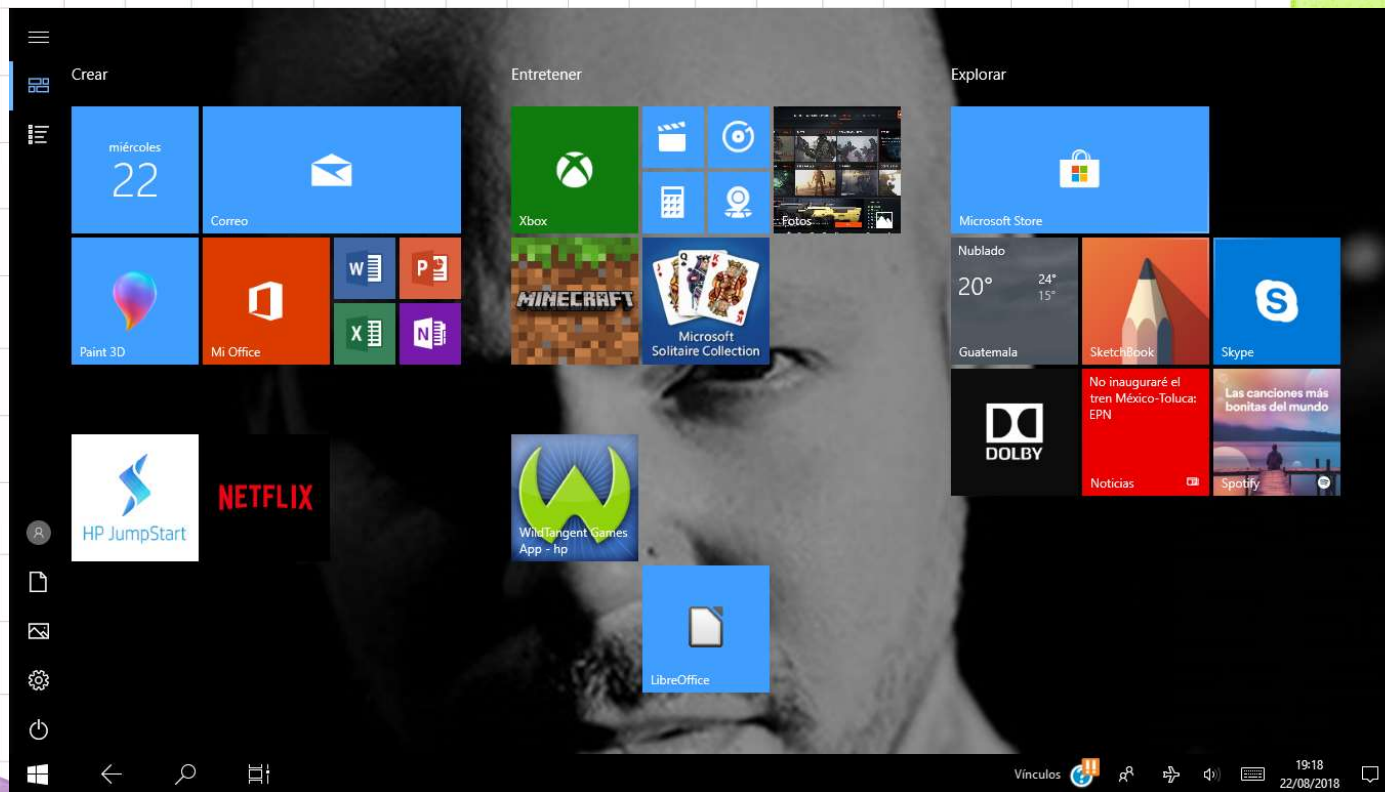 Crear
miércoles
22
Correo
Paint 3D
Mi Office
W
P
X
N
HP JumpStart
NETFLIX
Entretener
Xbox
Fotos
MINECRAFT
J
Q
K
Microsoft
Solitaire Collection
WildTangent Games
App - hp
LibreOffice
Explorar
Microsoft Store
Nublado
20°
24°
15°
Guatemala
SketchBook
S
Skype
DOLBY
No inauguraré el
tren México-Toluca:
EPN
Noticias
Las canciones más
bonitas del mundo
Spotify
Vínculos
19:18
22/08/2018